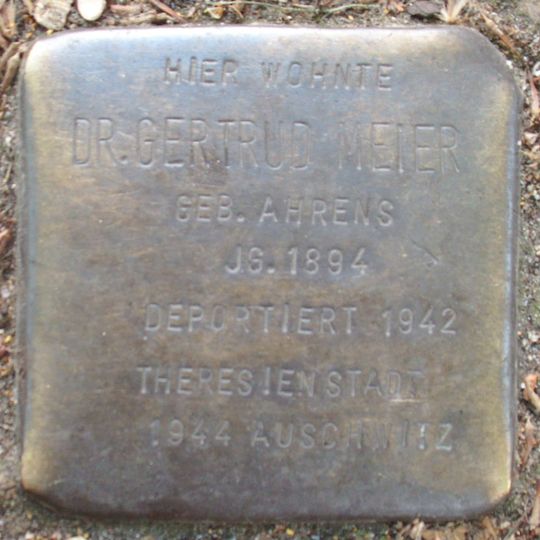 HIER WOHNTE
DR. GERTRUD MEIER
GEB. AHRENS
JG. 1894
DEPORTIERT 1942
THERESIENSTADT
1944 AUSCHWITZ